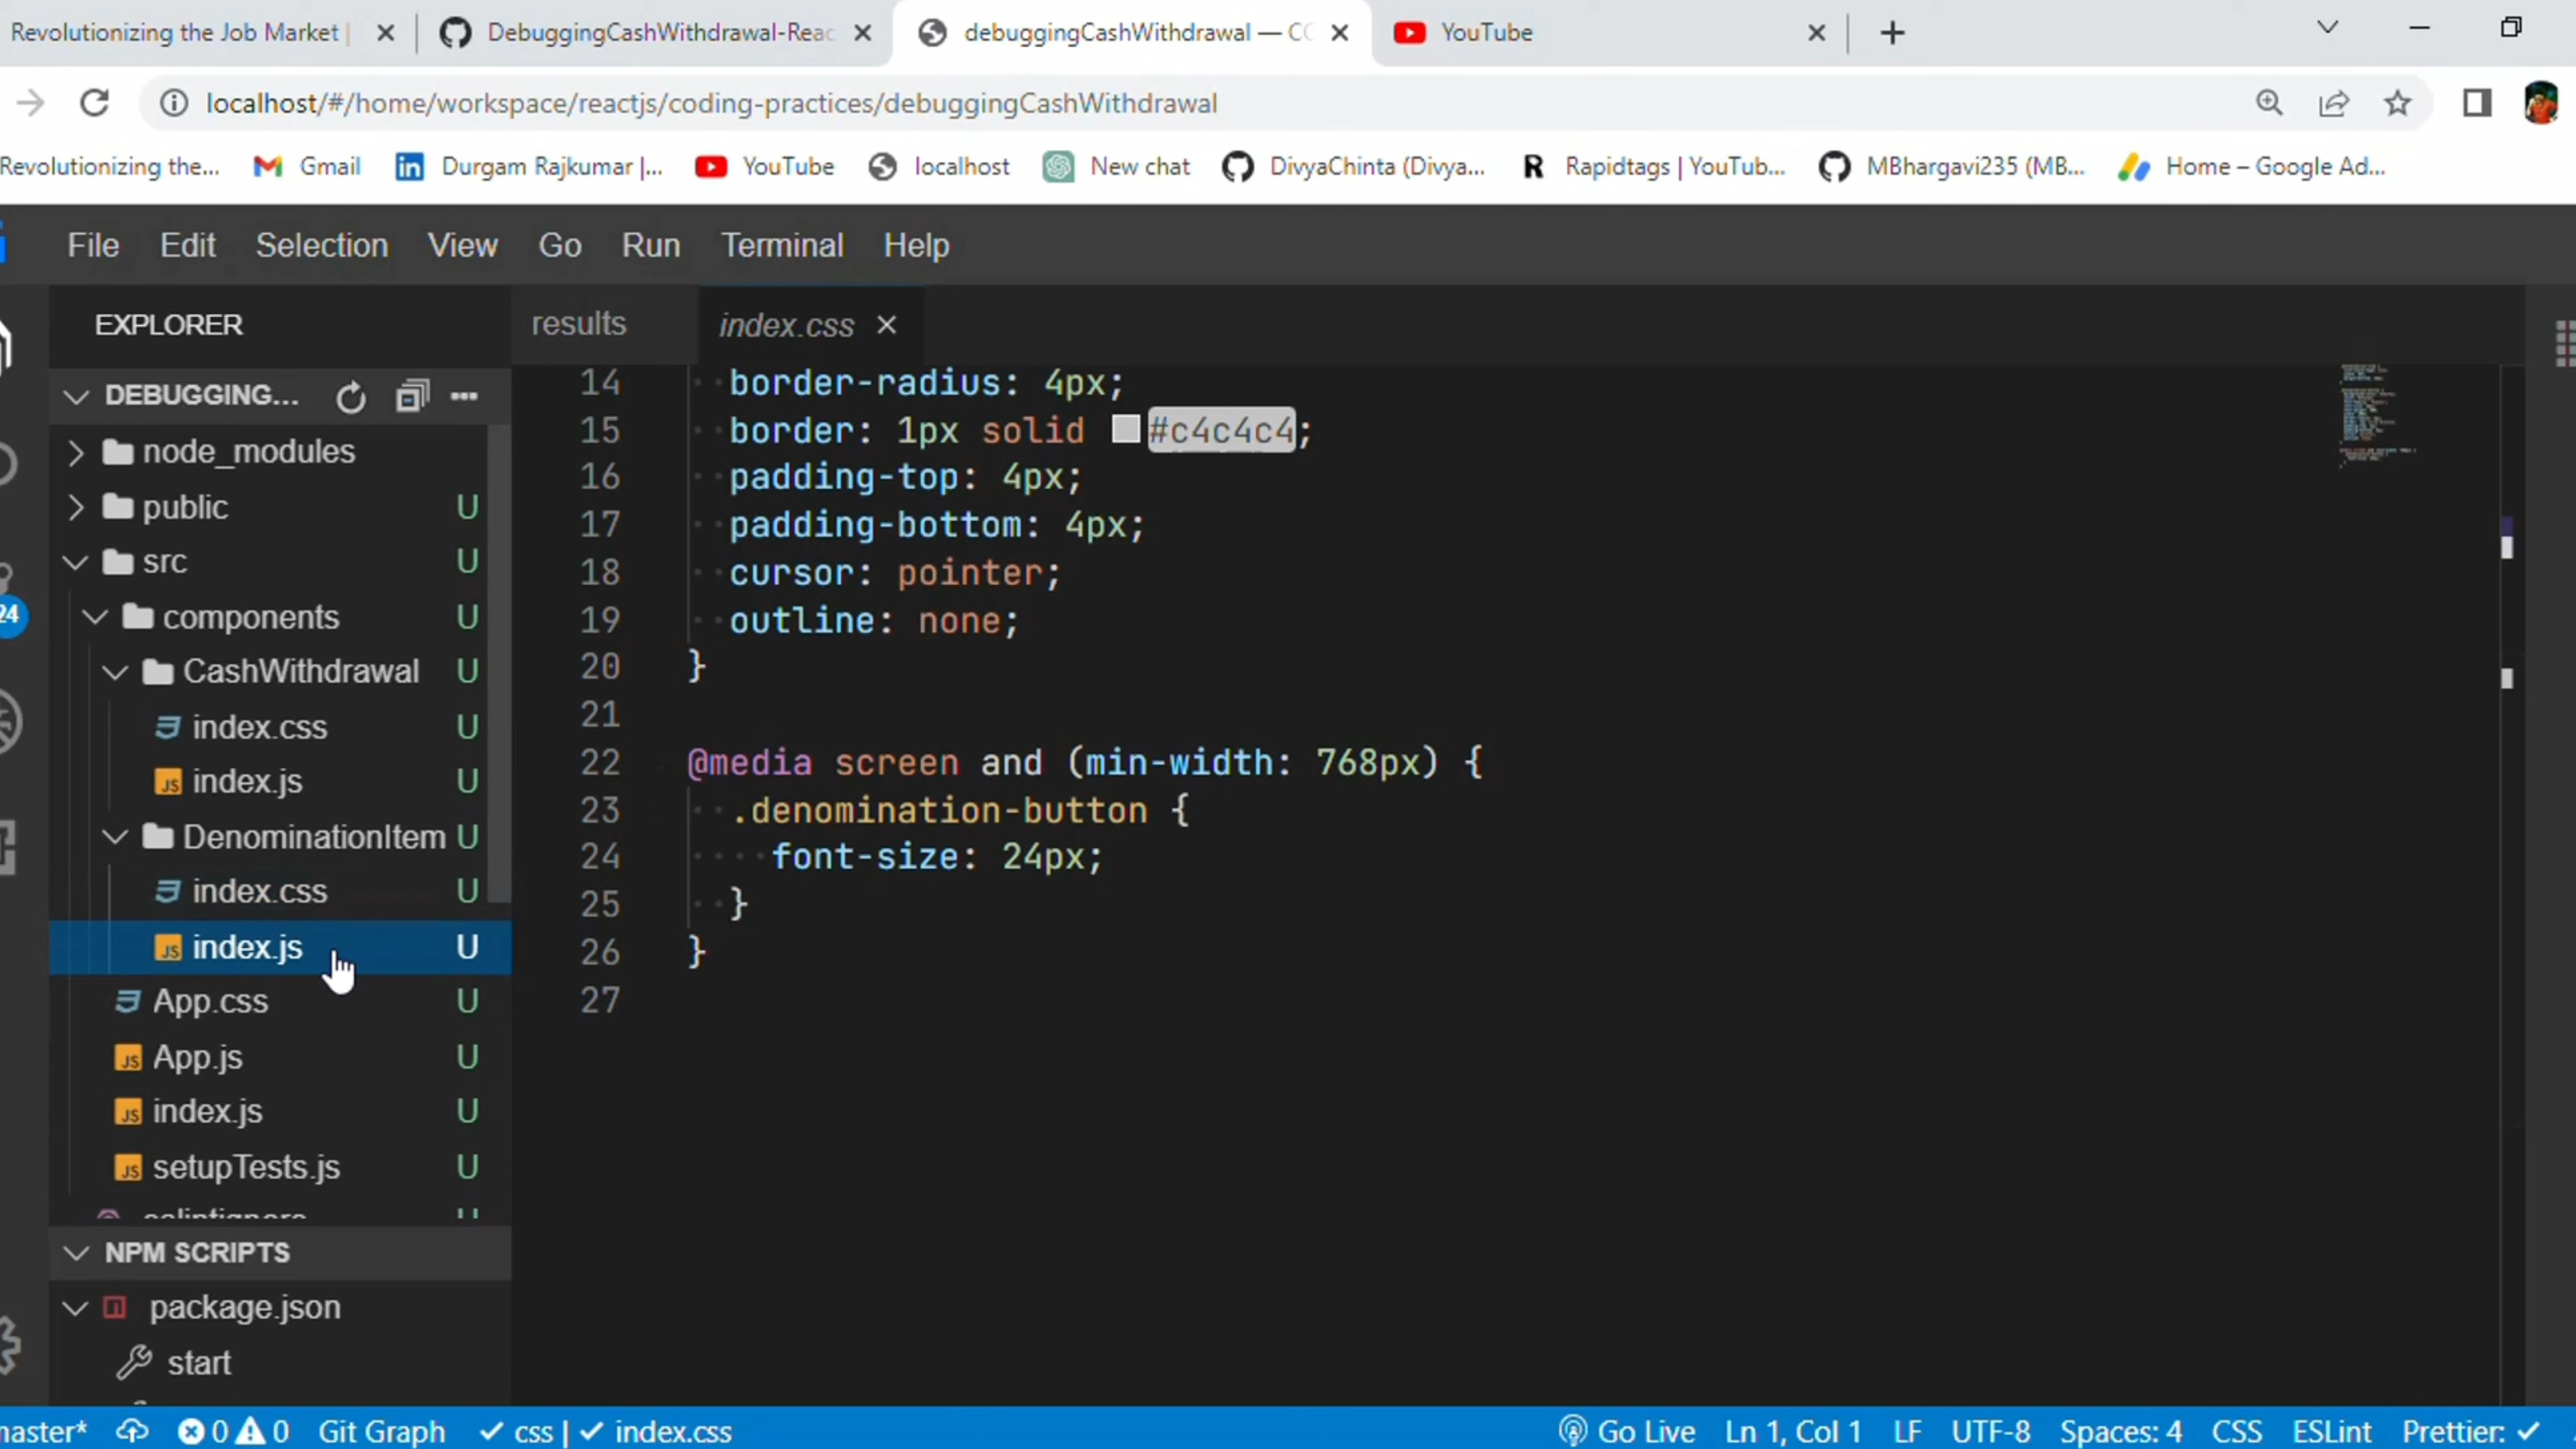 Revolutionizing the Job Market |
DebuggingCashWithdrawal-Reac
debuggingCashWithdrawal — CC
YouTube
localhost/#/home/workspace/reactjs/coding-practices/debuggingCashWithdrawal
Revolutionizing the...
Gmail
Durgam Rajkumar |...
YouTube
localhost
New chat
DivyaChinta (Divya...
Rapidtags | YouTub...
MBhargavi235 (MB...
Home – Google Ad...
File Edit Selection View Go Run Terminal Help
EXPLORER
results
index.css
DEBUGGING...
node_modules
public U
src U
components U
CashWithdrawal U
index.css U
index.js U
DenominationItem U
index.css U
index.js U
App.css U
App.js U
index.js U
setupTests.js U
24
NPM SCRIPTS
package.json
start
14 border-radius: 4px;
15 border: 1px solid #c4c4c4;
16 padding-top: 4px;
17 padding-bottom: 4px;
18 cursor: pointer;
19 outline: none;
20 }
21
22 @media screen and (min-width: 768px) {
23 .denomination-button {
24 font-size: 24px;
25 }
26 }
27
master* 0 0 Git Graph css | index.css Go Live Ln 1, Col 1 LF UTF-8 Spaces: 4 CSS ESLint Prettier: